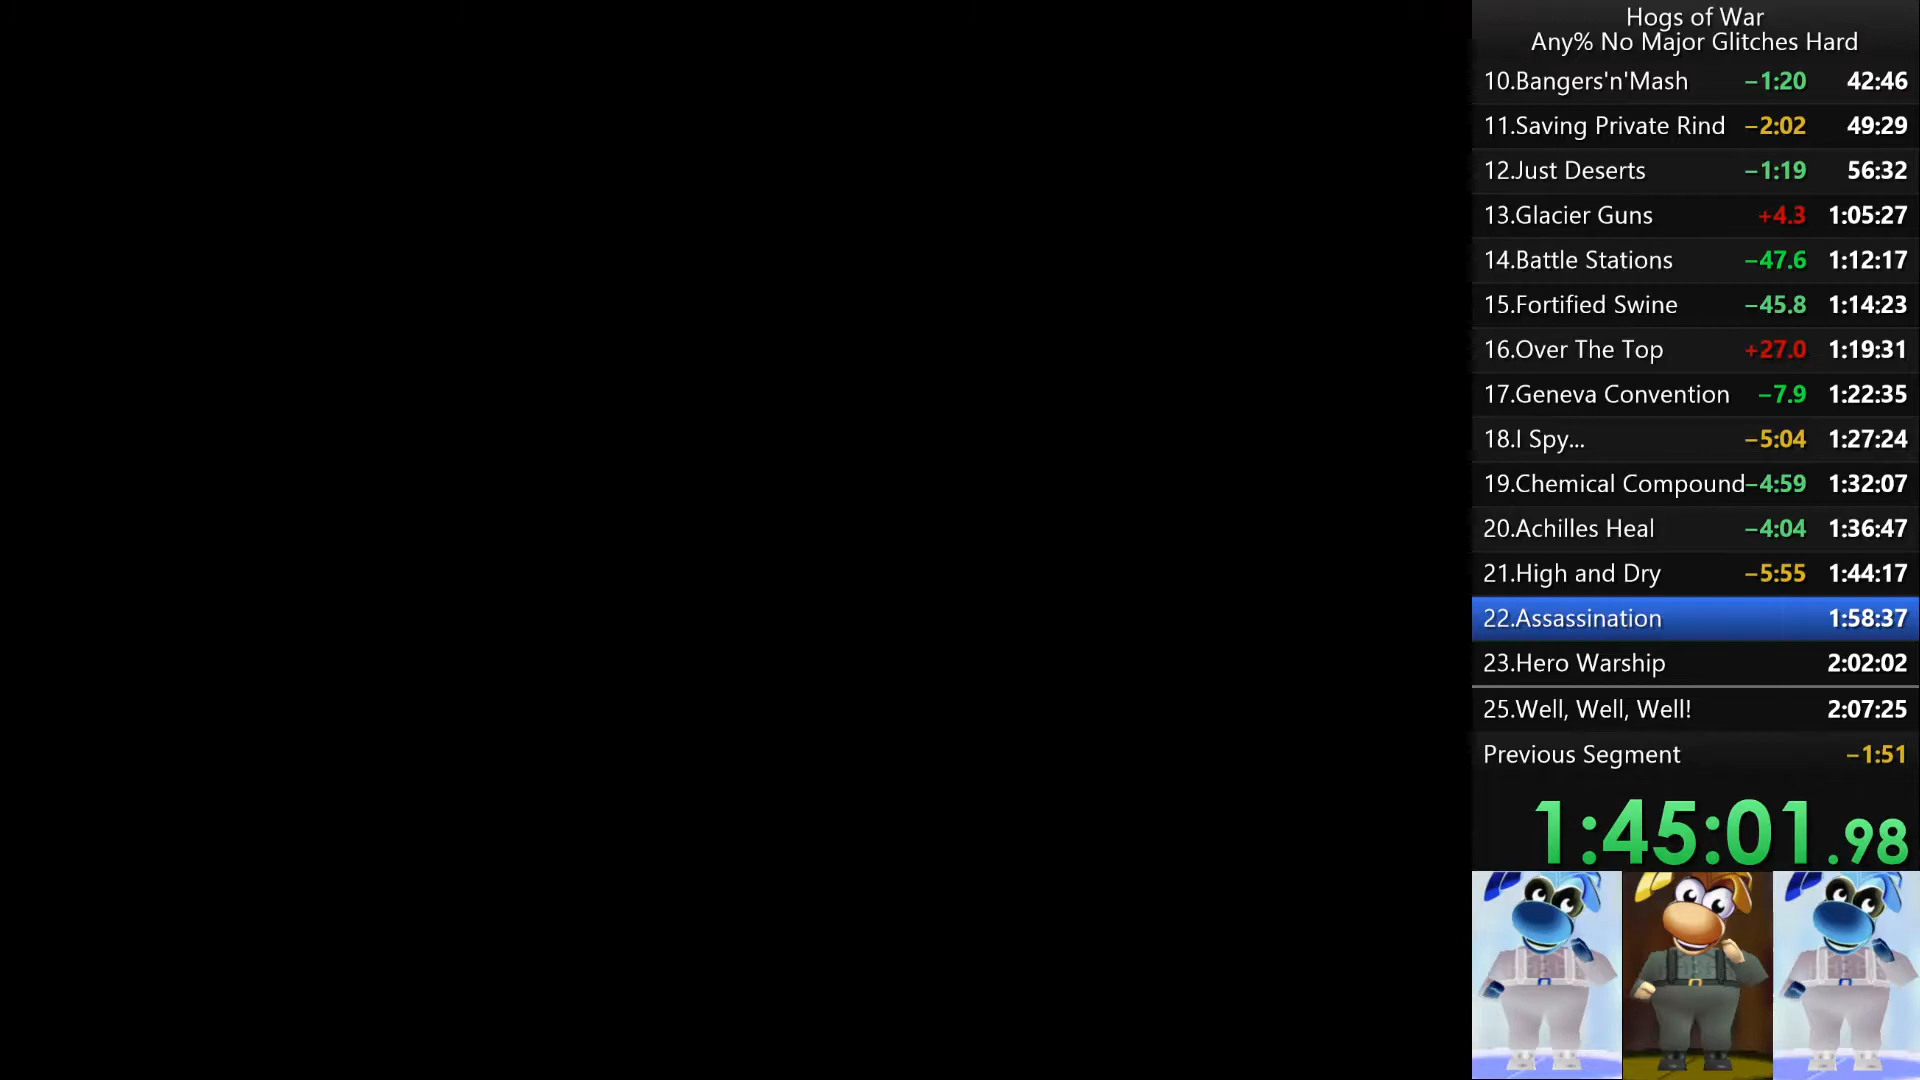 Hogs of War
Any% No Major Glitches Hard
10.Bangers'n'Mash −1:20 42:46
11.Saving Private Rind −2:02 49:29
12.Just Deserts −1:19 56:32
13.Glacier Guns +4.3 1:05:27
14.Battle Stations −47.6 1:12:17
15.Fortified Swine −45.8 1:14:23
16.Over The Top +27.0 1:19:31
17.Geneva Convention −7.9 1:22:35
18.I Spy... −5:04 1:27:24
19.Chemical Compound −4:59 1:32:07
20.Achilles Heal −4:04 1:36:47
21.High and Dry −5:55 1:44:17
22.Assassination 1:58:37
23.Hero Warship 2:02:02
25.Well, Well, Well! 2:07:25
Previous Segment −1:51
1:45:01.98